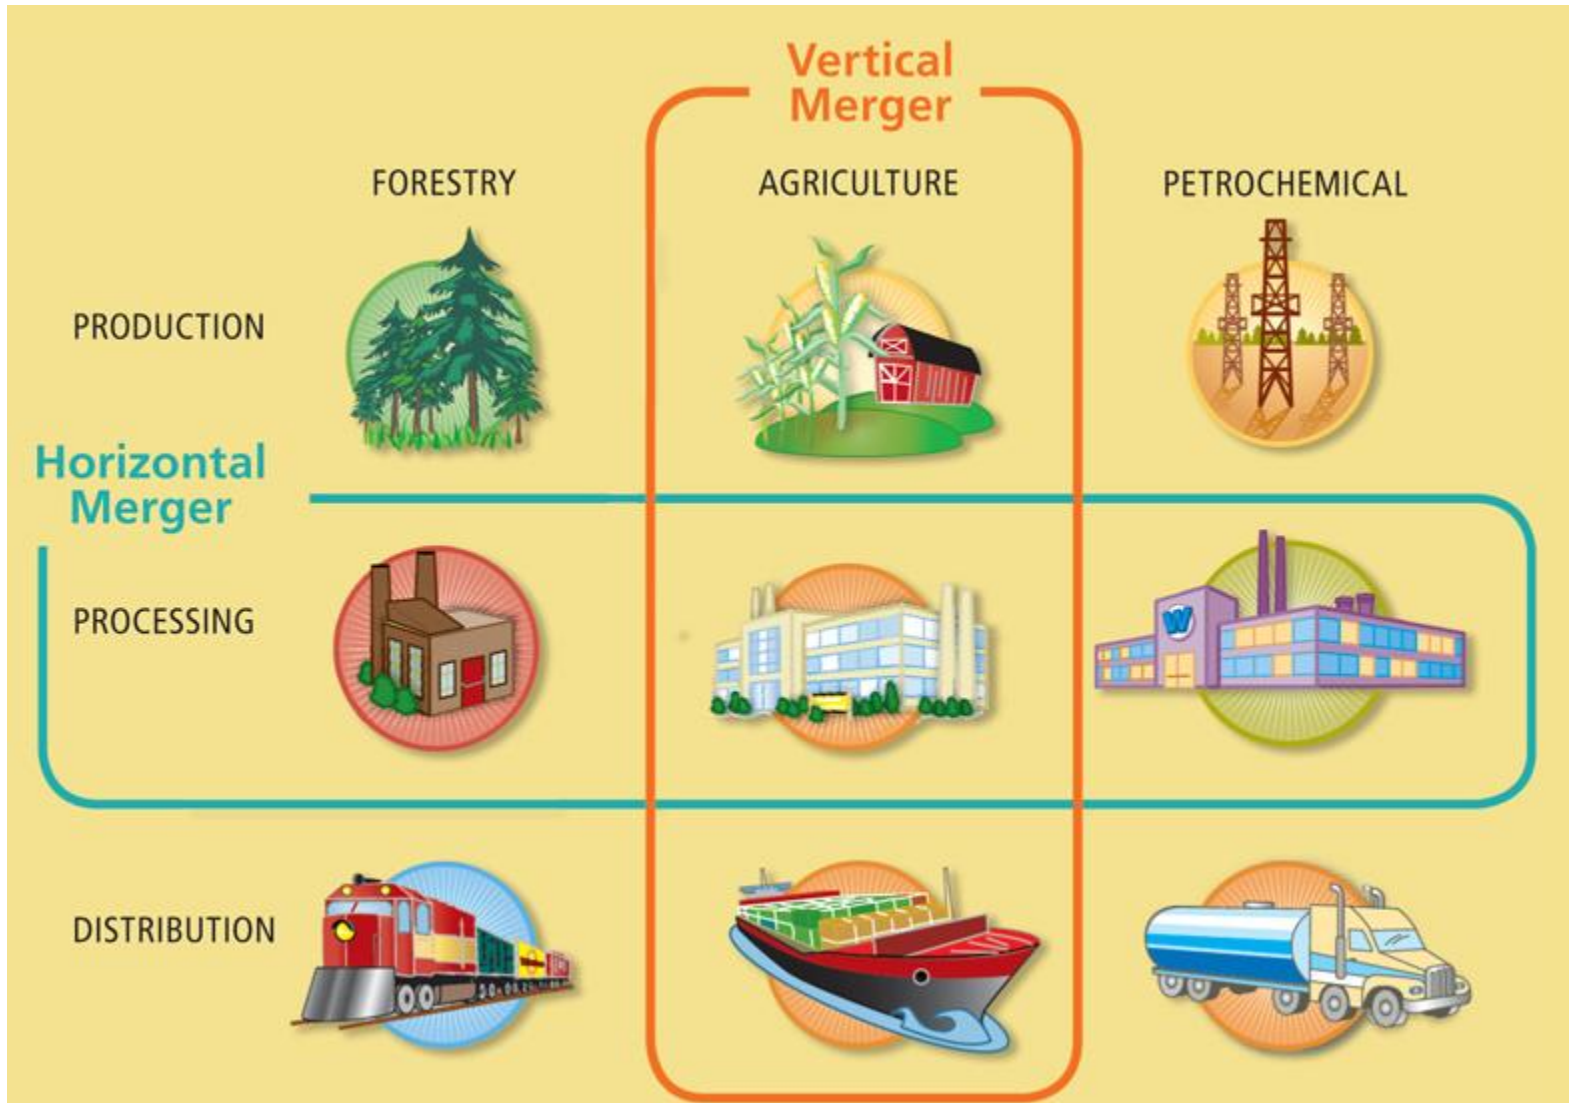 Vertical
Merger
FORESTRY
AGRICULTURE
PETROCHEMICAL
PRODUCTION
Horizontal
Merger
PROCESSING
W
DISTRIBUTION